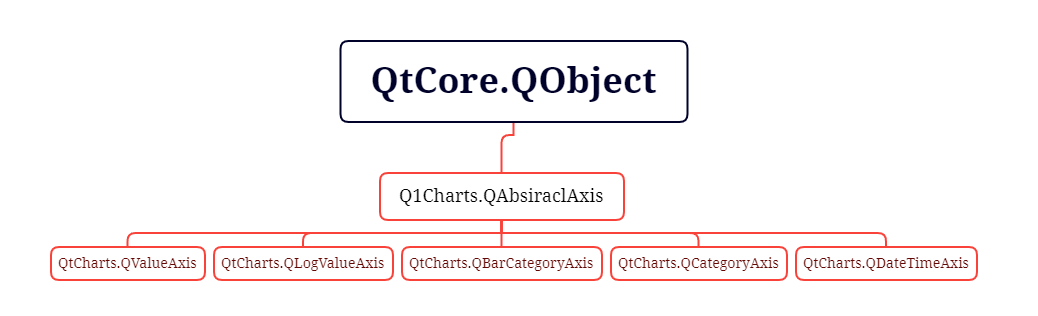 QtCore.QObject
Q1Charts.QAbsiraclAxis
QtCharts.QValueAxis
QtCharts.QLogValueAxis
QtCharts.QBarCategoryAxis
QtCharts.QCategoryAxis
QtCharts.QDateTimeAxis